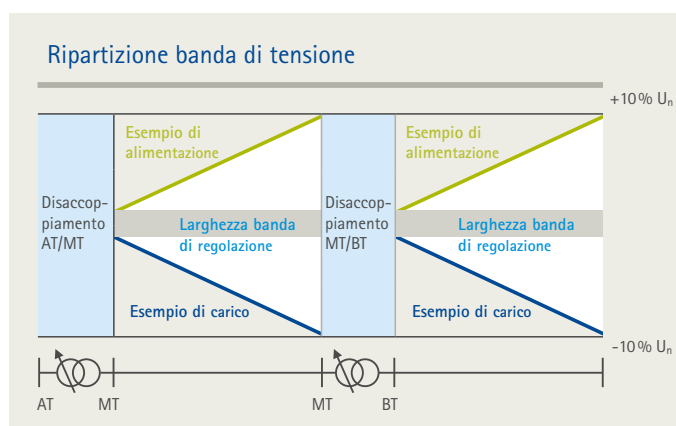 Ripartizione banda di tensione
+10% Uₙ
Esempio di
alimentazione
Esempio di
alimentazione
Disaccop-
piamento
AT/MT
Larghezza banda
di regolazione
Disaccop-
piamento
MT/BT
Larghezza banda
di regolazione
Esempio di carico
Esempio di carico
-10% Uₙ
AT
MT
MT
BT